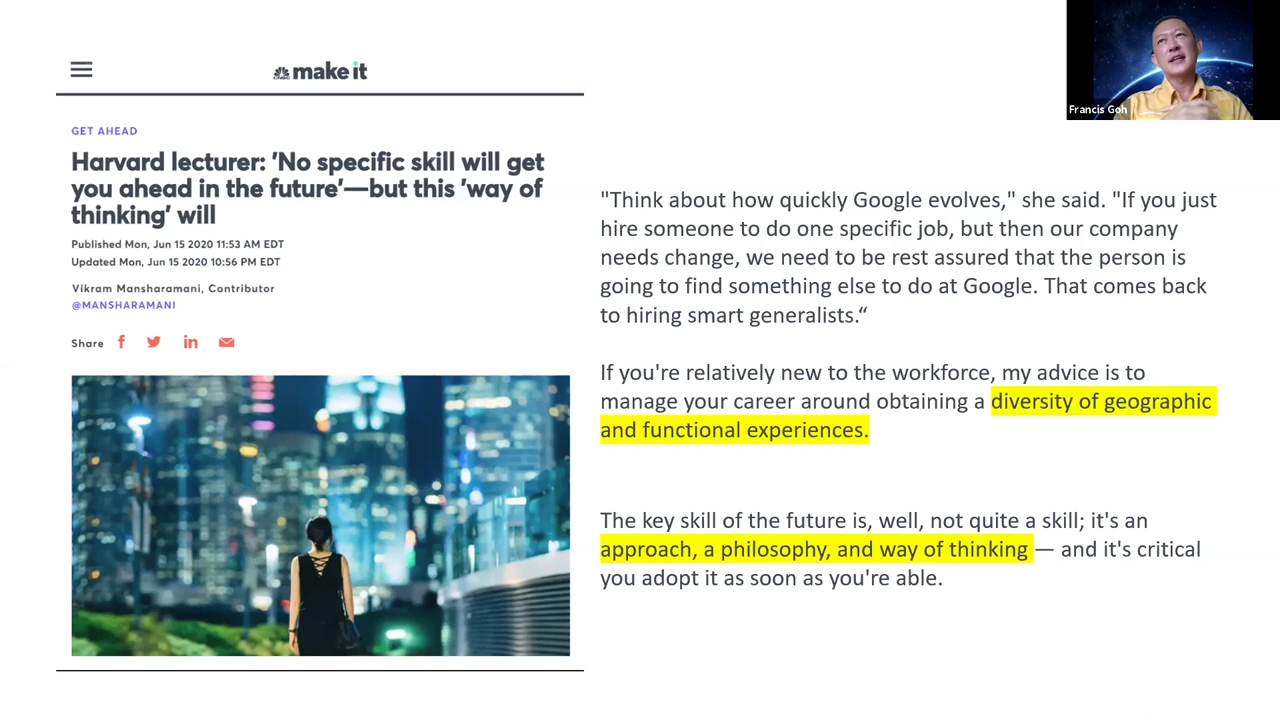 make it
GET AHEAD
Harvard lecturer: 'No specific skill will get
you ahead in the future'—but this 'way of
thinking' will
Published Mon, Jun 15 2020 11:53 AM EDT
Updated Mon, Jun 15 2020 10:56 PM EDT
Vikram Mansharamani, Contributor
@MANSHARAMANI
Share
Francis Goh
"Think about how quickly Google evolves," she said. "If you just
hire someone to do one specific job, but then our company
needs change, we need to be rest assured that the person is
going to find something else to do at Google. That comes back
to hiring smart generalists.“
If you're relatively new to the workforce, my advice is to
manage your career around obtaining a diversity of geographic
and functional experiences.
The key skill of the future is, well, not quite a skill; it's an
approach, a philosophy, and way of thinking — and it's critical
you adopt it as soon as you're able.